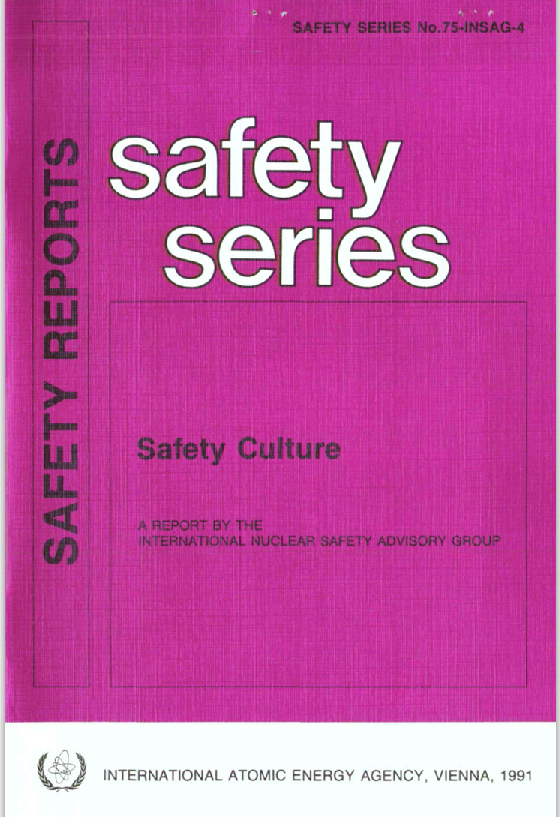 SAFETY SERIES No.75-INSAG-4
safety
series
SAFETY REPORTS
Safety Culture
A REPORT BY THE
INTERNATIONAL NUCLEAR SAFETY ADVISORY GROUP
INTERNATIONAL ATOMIC ENERGY AGENCY, VIENNA, 1991